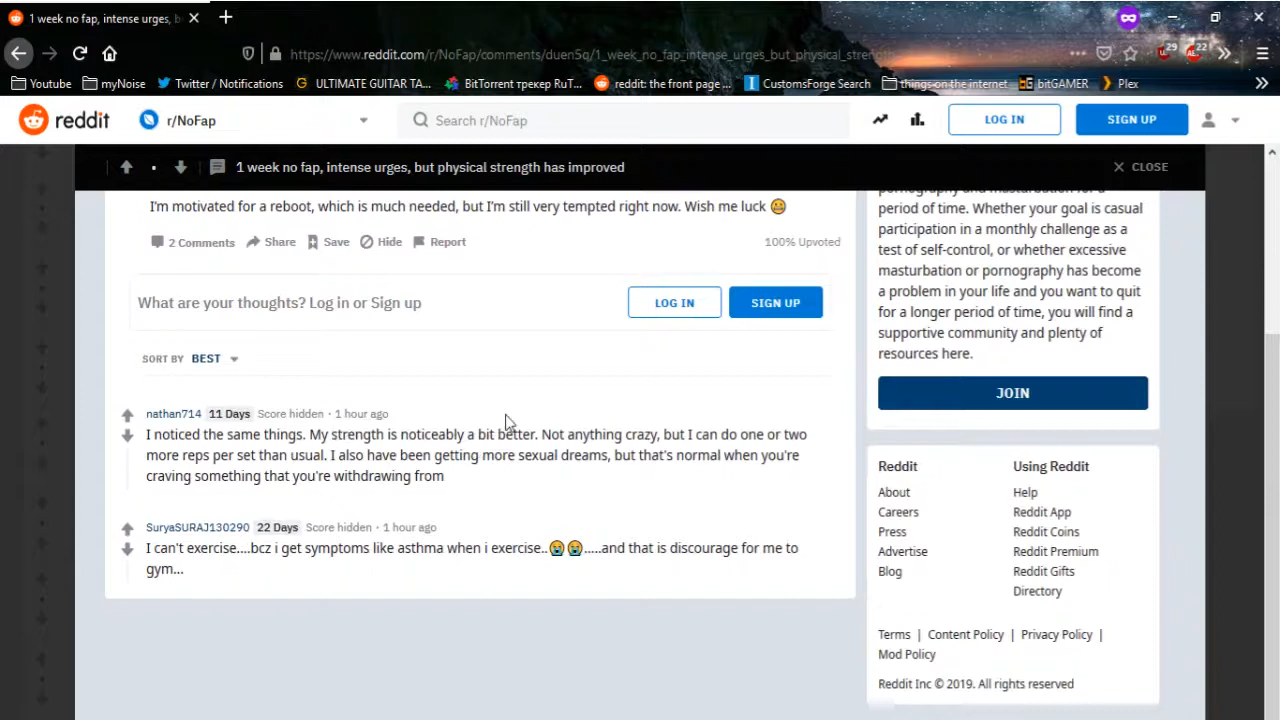 1 week no fap, intense urges, b
https://www.reddit.com/r/NoFap/comments/duen5q/1_week_no_fap_intense_urges_but_physical_streng
29
22
Youtube
myNoise
Twitter / Notifications
ULTIMATE GUITAR TA...
BitTorrent трекер RuT...
reddit: the front page ...
CustomsForge Search
things on the internet
bitGAMER
Plex
reddit
r/NoFap
Search r/NoFap
LOG IN
SIGN UP
1 week no fap, intense urges, but physical strength has improved
CLOSE
I'm motivated for a reboot, which is much needed, but I'm still very tempted right now. Wish me luck 😬
2 Comments Share Save Hide Report
100% Upvoted
What are your thoughts? Log in or Sign up
LOG IN
SIGN UP
SORT BY BEST
nathan714 11 Days Score hidden · 1 hour ago
I noticed the same things. My strength is noticeably a bit better. Not anything crazy, but I can do one or two
more reps per set than usual. I also have been getting more sexual dreams, but that's normal when you're
craving something that you're withdrawing from
SuryaSURAJ130290 22 Days Score hidden · 1 hour ago
I can't exercise....bcz i get symptoms like asthma when i exercise..😭😭.....and that is discourage for me to
gym...
pornography and masturbation for a
period of time. Whether your goal is casual
participation in a monthly challenge as a
test of self-control, or whether excessive
masturbation or pornography has become
a problem in your life and you want to quit
for a longer period of time, you will find a
supportive community and plenty of
resources here.
JOIN
Reddit
About
Careers
Press
Advertise
Blog
Using Reddit
Help
Reddit App
Reddit Coins
Reddit Premium
Reddit Gifts
Directory
Terms | Content Policy | Privacy Policy |
Mod Policy
Reddit Inc © 2019. All rights reserved